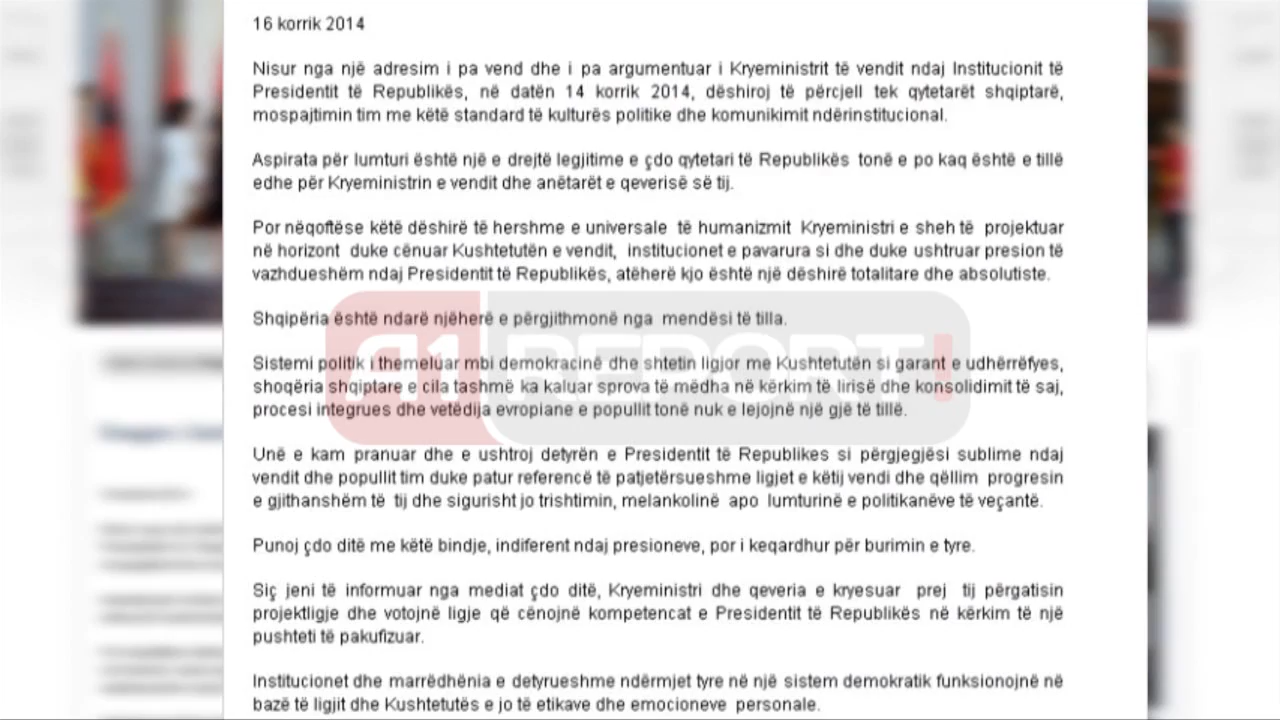 16 korrik 2014
Nisur nga një adresim i pa vend dhe i pa argumentuar i Kryeministrit të vendit ndaj Institucionit të
Presidentit të Republikës, në datën 14 korrik 2014, dëshiroj të përcjell tek qytetarët shqiptarë,
mospajtimin tim me këtë standard të kulturës politike dhe komunikimit ndërinstitucional.
Aspirata për lumturi është një e drejtë legjitime e çdo qytetari të Republikës tonë e po kaq është e tillë
edhe për Kryeministrin e vendit dhe anëtarët e qeverisë së tij.
Por nëqoftëse këtë dëshirë të hershme e universale të humanizmit Kryeministri e sheh të projektuar
në horizont duke cënuar Kushtetutën e vendit, institucionet e pavarura si dhe duke ushtruar presion të
vazhdueshëm ndaj Presidentit të Republikës, atëherë kjo është një dëshirë totalitare dhe absolutiste.
Shqipëria është ndarë njëherë e përgjithmonë nga mendësi të tilla.
A1 REPORT!
Sistemi politik i themeluar mbi demokracinë dhe shtetin ligjor me Kushtetutën si garant e udhërrëfyes,
shoqëria shqiptare e cila tashmë ka kaluar sprova të mëdha në kërkim të lirisë dhe konsolidimit të saj,
procesi integrues dhe vetëdija evropiane e popullit tonë nuk e lejojnë një gjë të tillë.
Unë e kam pranuar dhe e ushtroj detyrën e Presidentit të Republikes si përgjegjësi sublime ndaj
vendit dhe popullit tim duke patur referencë të patjetërsueshme ligjet e këtij vendi dhe qëllim progresin
e gjithanshëm të tij dhe sigurisht jo trishtimin, melankolinë apo lumturinë e politikanëve të veçantë.
Punoj çdo ditë me këtë bindje, indiferent ndaj presioneve, por i keqardhur për burimin e tyre.
Siç jeni të informuar nga mediat çdo ditë, Kryeministri dhe qeveria e kryesuar prej tij përgatisin
projektligje dhe votojnë ligje që cënojnë kompetencat e Presidentit të Republikës në kërkim të një
pushteti të pakufizuar.
Institucionet dhe marrëdhënia e detyrueshme ndërmjet tyre në një sistem demokratik funksionojnë në
bazë të ligjit dhe Kushtetutës e jo të etikave dhe emocioneve personale.